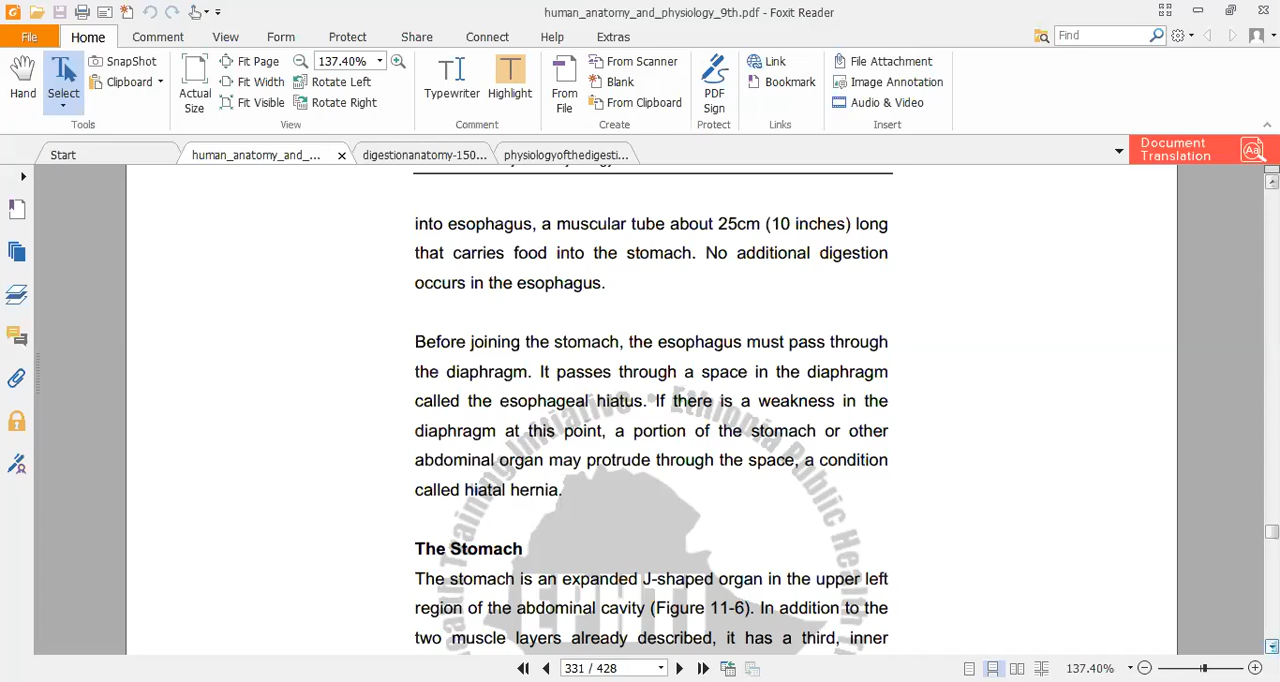 human_anatomy_and_physiology_9th.pdf - Foxit Reader
File Home Comment View Form Protect Share Connect Help Extras Find
Hand
Select
SnapShot
Clipboard
Tools
Actual Size
Fit Page
Fit Width
Fit Visible
137.40%
Rotate Left
Rotate Right
View
Typewriter
Highlight
Comment
From File
From Scanner
Blank
From Clipboard
Create
PDF Sign
Protect
Link
Bookmark
Links
File Attachment
Image Annotation
Audio & Video
Insert
Start human_anatomy_and_... digestionanatomy-150... physiologyofthedigesti...
Document Translation
into esophagus, a muscular tube about 25cm (10 inches) long
that carries food into the stomach. No additional digestion
occurs in the esophagus.
Before joining the stomach, the esophagus must pass through
the diaphragm. It passes through a space in the diaphragm
called the esophageal hiatus. If there is a weakness in the
diaphragm at this point, a portion of the stomach or other
abdominal organ may protrude through the space, a condition
called hiatal hernia.
The Stomach
The stomach is an expanded J-shaped organ in the upper left
region of the abdominal cavity (Figure 11-6). In addition to the
two muscle layers already described, it has a third, inner
Training Initiative • Ethiopia Public Health
EPHTI
331 / 428
137.40%